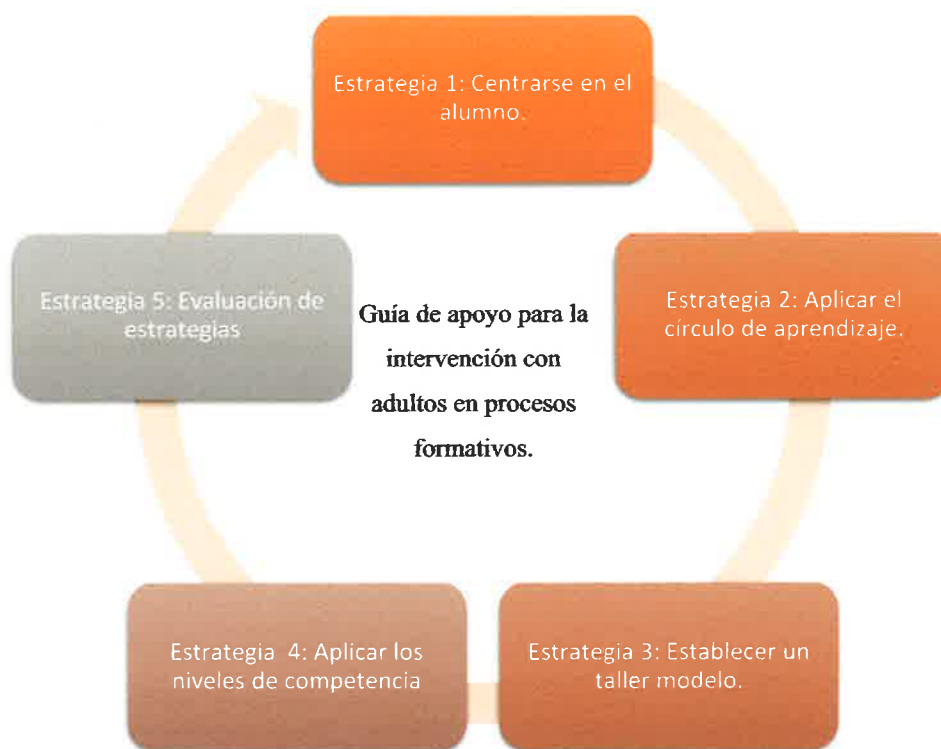 Estrategia 1: Centrarse en el
alumno.
Estrategia 2: Aplicar el
círculo de aprendizaje.
Estrategia 3: Establecer un
taller modelo.
Estrategia 4: Aplicar los
niveles de competencia
Estrategia 5: Evaluación de
estrategias
Guía de apoyo para la
intervención con
adultos en procesos
formativos.